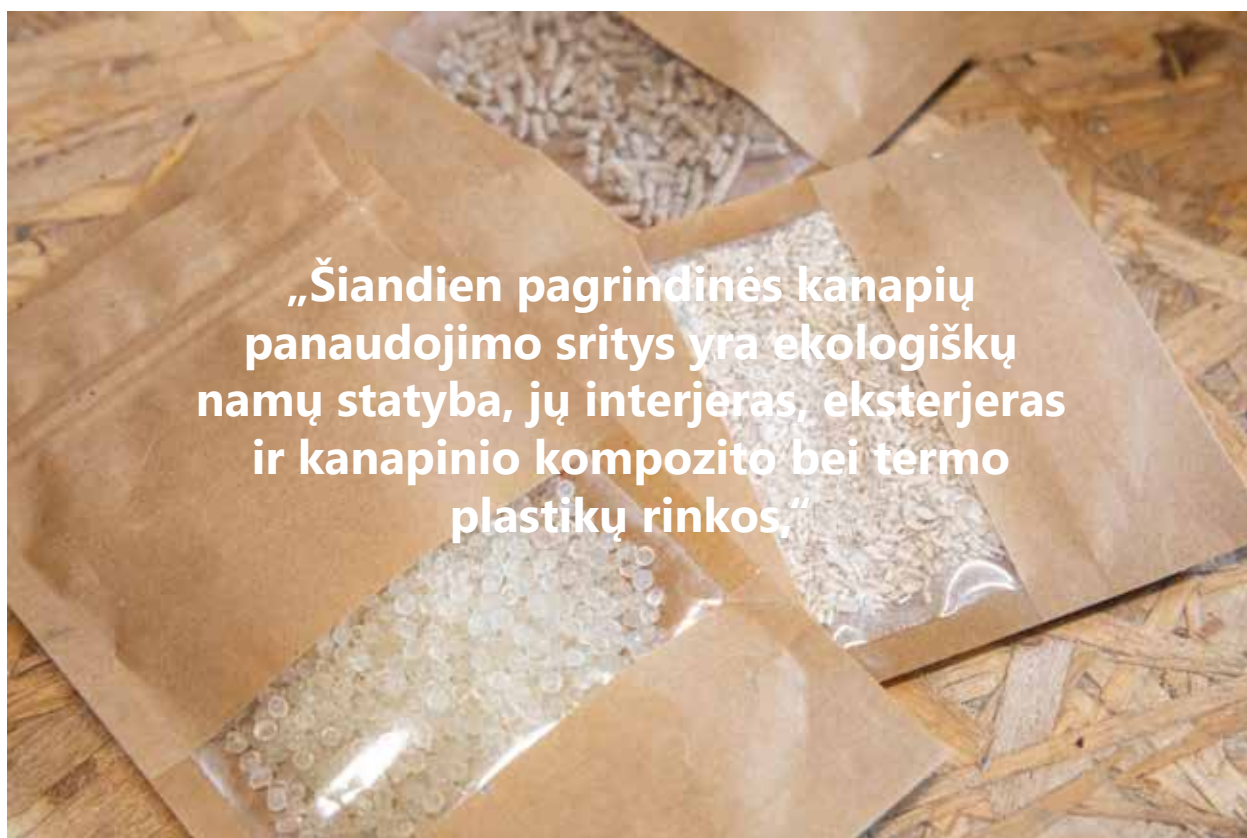 „Šiandien pagrindinės kanapių
panaudojimo sritys yra ekologiškų
namų statyba, jų interjeras, eksterjeras
ir kanapinio kompozito bei termo
plastikų rinkos,“